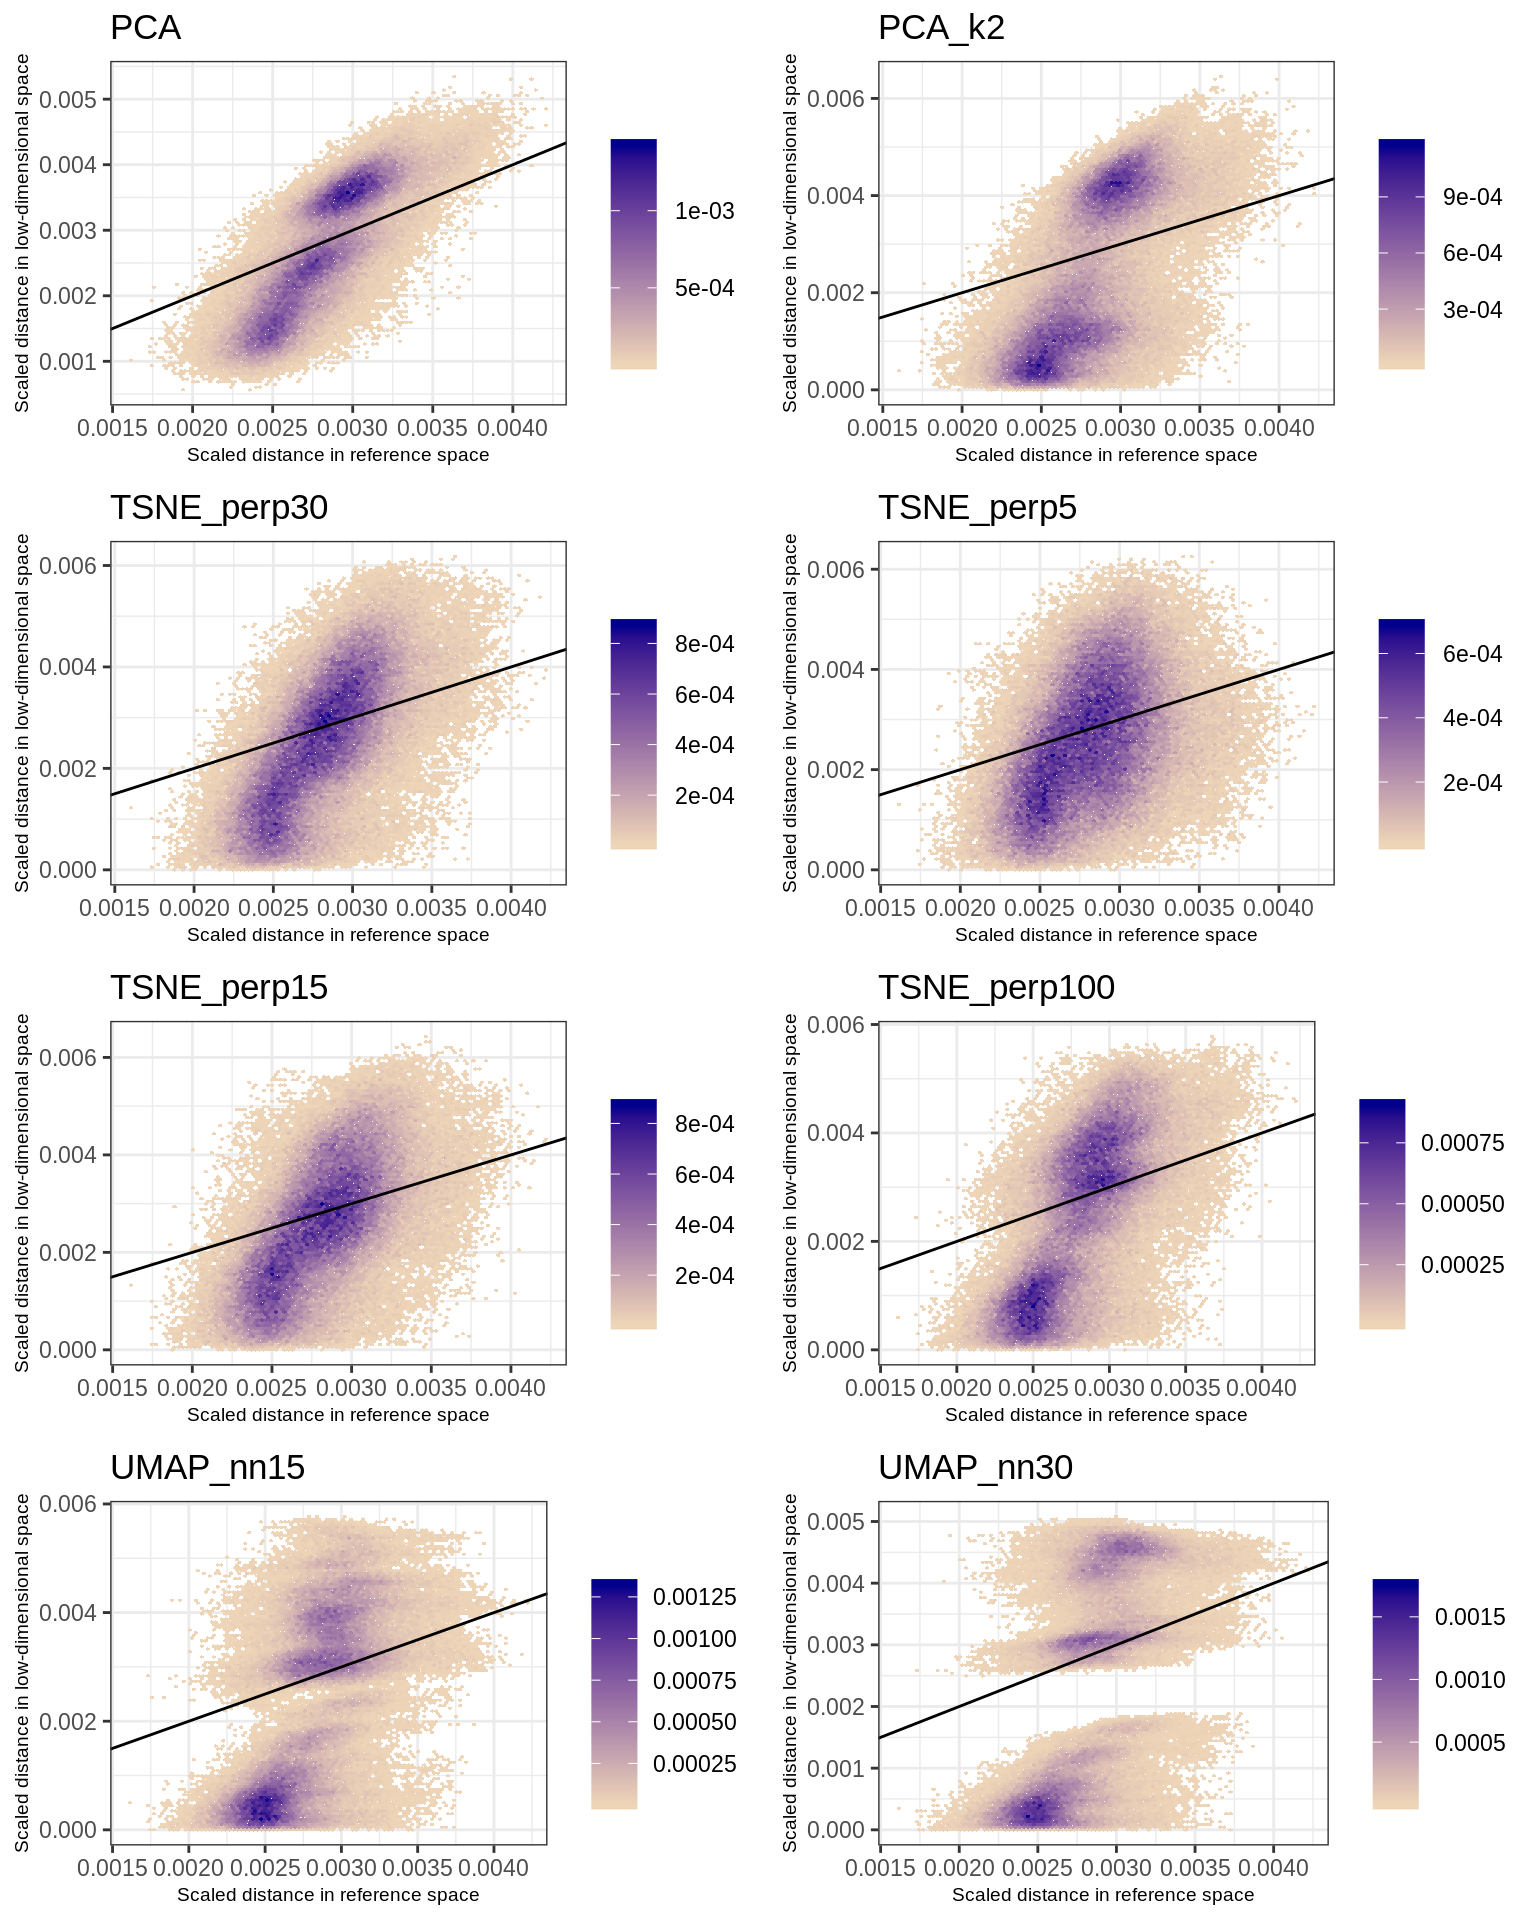 PCA
Scaled distance in low-dimensional space
0.005
0.004
0.003
0.002
0.001
0.0015 0.0020 0.0025 0.0030 0.0035 0.0040
Scaled distance in reference space
1e-03
5e-04
PCA_k2
Scaled distance in low-dimensional space
0.006
0.004
0.002
0.000
0.0015 0.0020 0.0025 0.0030 0.0035 0.0040
Scaled distance in reference space
9e-04
6e-04
3e-04
TSNE_perp30
Scaled distance in low-dimensional space
0.006
0.004
0.002
0.000
0.0015 0.0020 0.0025 0.0030 0.0035 0.0040
Scaled distance in reference space
8e-04
6e-04
4e-04
2e-04
TSNE_perp5
Scaled distance in low-dimensional space
0.006
0.004
0.002
0.000
0.0015 0.0020 0.0025 0.0030 0.0035 0.0040
Scaled distance in reference space
6e-04
4e-04
2e-04
TSNE_perp15
Scaled distance in low-dimensional space
0.006
0.004
0.002
0.000
0.0015 0.0020 0.0025 0.0030 0.0035 0.0040
Scaled distance in reference space
8e-04
6e-04
4e-04
2e-04
TSNE_perp100
Scaled distance in low-dimensional space
0.006
0.004
0.002
0.000
0.0015 0.0020 0.0025 0.0030 0.0035 0.0040
Scaled distance in reference space
0.00075
0.00050
0.00025
UMAP_nn15
Scaled distance in low-dimensional space
0.006
0.004
0.002
0.000
0.0015 0.0020 0.0025 0.0030 0.0035 0.0040
Scaled distance in reference space
0.00125
0.00100
0.00075
0.00050
0.00025
UMAP_nn30
Scaled distance in low-dimensional space
0.005
0.004
0.003
0.002
0.001
0.000
0.0015 0.0020 0.0025 0.0030 0.0035 0.0040
Scaled distance in reference space
0.0015
0.0010
0.0005